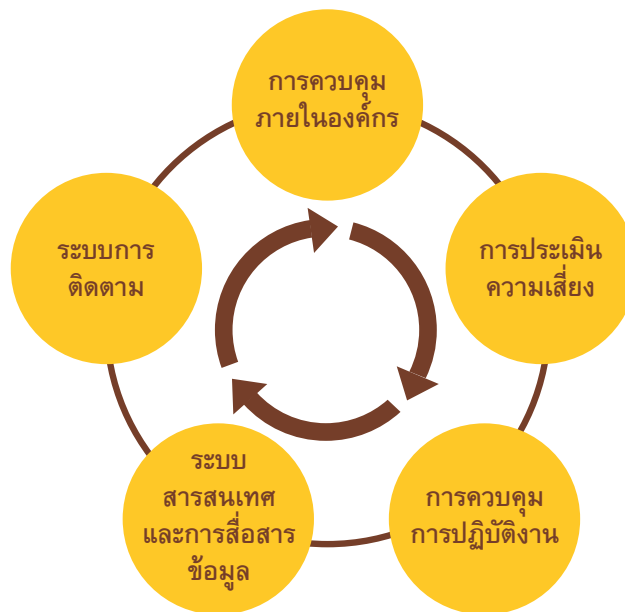 การควบคุม
ภายในองค์กร
การประเมิน
ความเสี่ยง
การควบคุม
การปฏิบัติงาน
ระบบ
สารสนเทศ
และการสื่อสาร
ข้อมูล
ระบบการ
ติดตาม